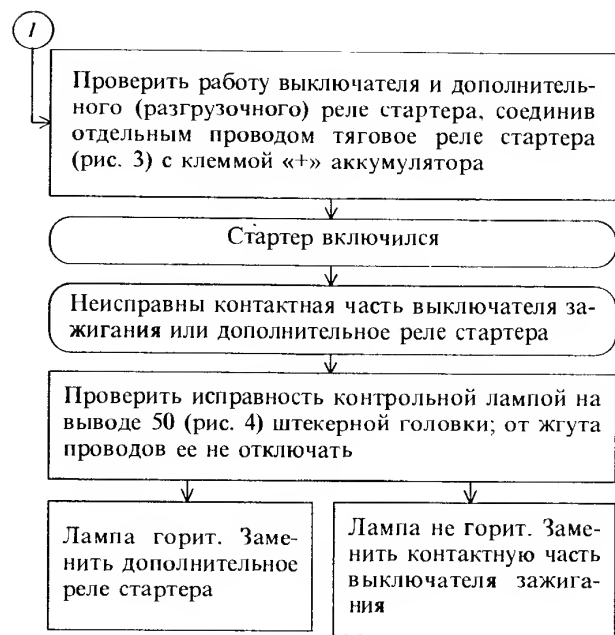 1
Проверить работу выключателя и дополнитель-
ного (разгрузочного) реле стартера, соединив
отдельным проводом тяговое реле стартера
(рис. 3) с клеммой «+» аккумулятора
Стартер включился
Неисправны контактная часть выключателя за-
жигания или дополнительное реле стартера
Проверить исправность контрольной лампой на
выводе 50 (рис. 4) штекерной головки; от жгута
проводов ее не отключать
Лампа горит. Заме-
нить дополнительное
реле стартера
Лампа не горит. Заме-
нить контактную часть
выключателя зажига-
ния